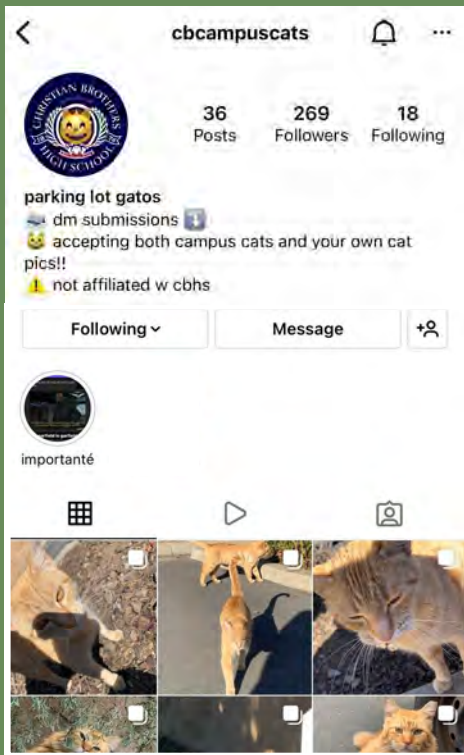 cbcampuscats
CHRISTIAN BROTHERS
HIGH SCHOOL
36
Posts
269
Followers
18
Following
parking lot gatos
dm submissions
accepting both campus cats and your own cat
pics!!
not affiliated w cbhs
Following
Message
importanté